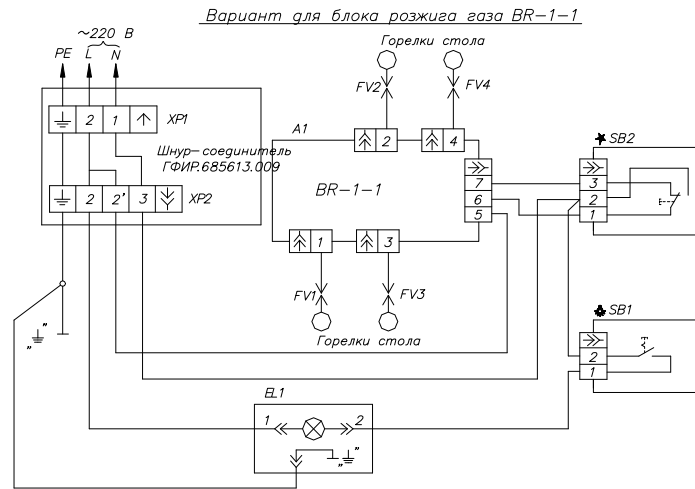 Вариант для блока розжига газа BR-1-1
~220 В
PE L N
Горелки стола
FV2 FV4
2 1 XP1
A1
2 4
SB2
Шнур-соединитель
ГФИР.685613.009
BR-1-1
7
6
5
3
2
1
2 2' 3 XP2
1 3
FV1 FV3
Горелки стола
SB1
2
1
„ ”
EL1
1 2
„ ”